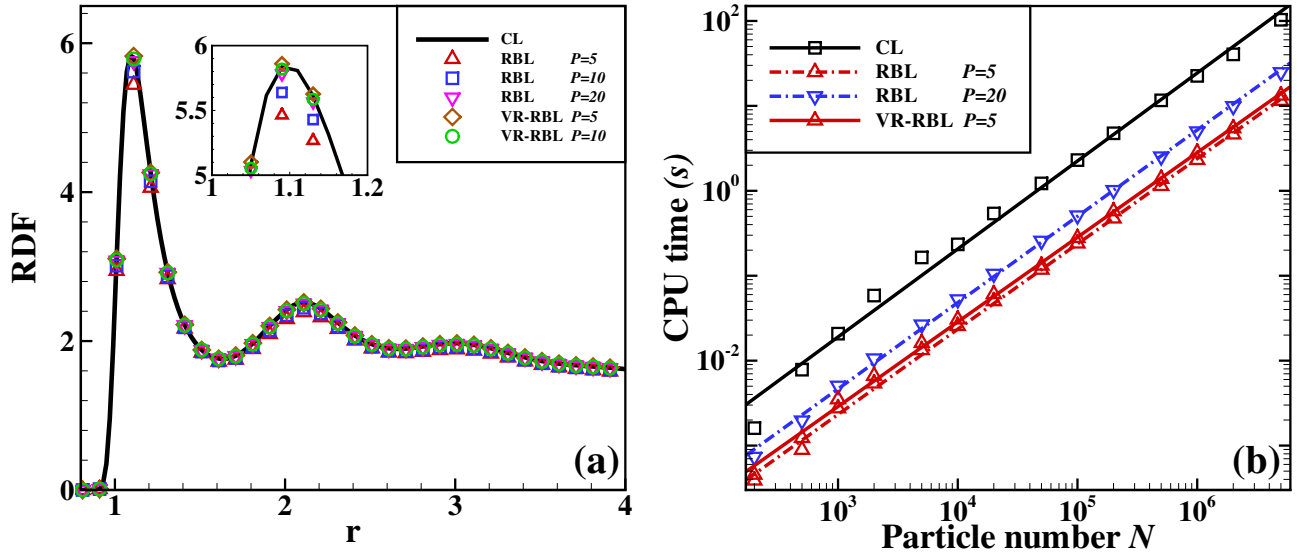 CL
RBL P=5
RBL P=10
RBL P=20
VR-RBL P=5
VR-RBL P=10
6
5.5
5
1
1.1
1.2
RDF
6
4
2
0
1
2
3
4
r
(a)
CL
RBL P=5
RBL P=20
VR-RBL P=5
CPU time (s)
10^2
10^0
10^-2
10^3
10^4
10^5
10^6
Particle number N
(b)